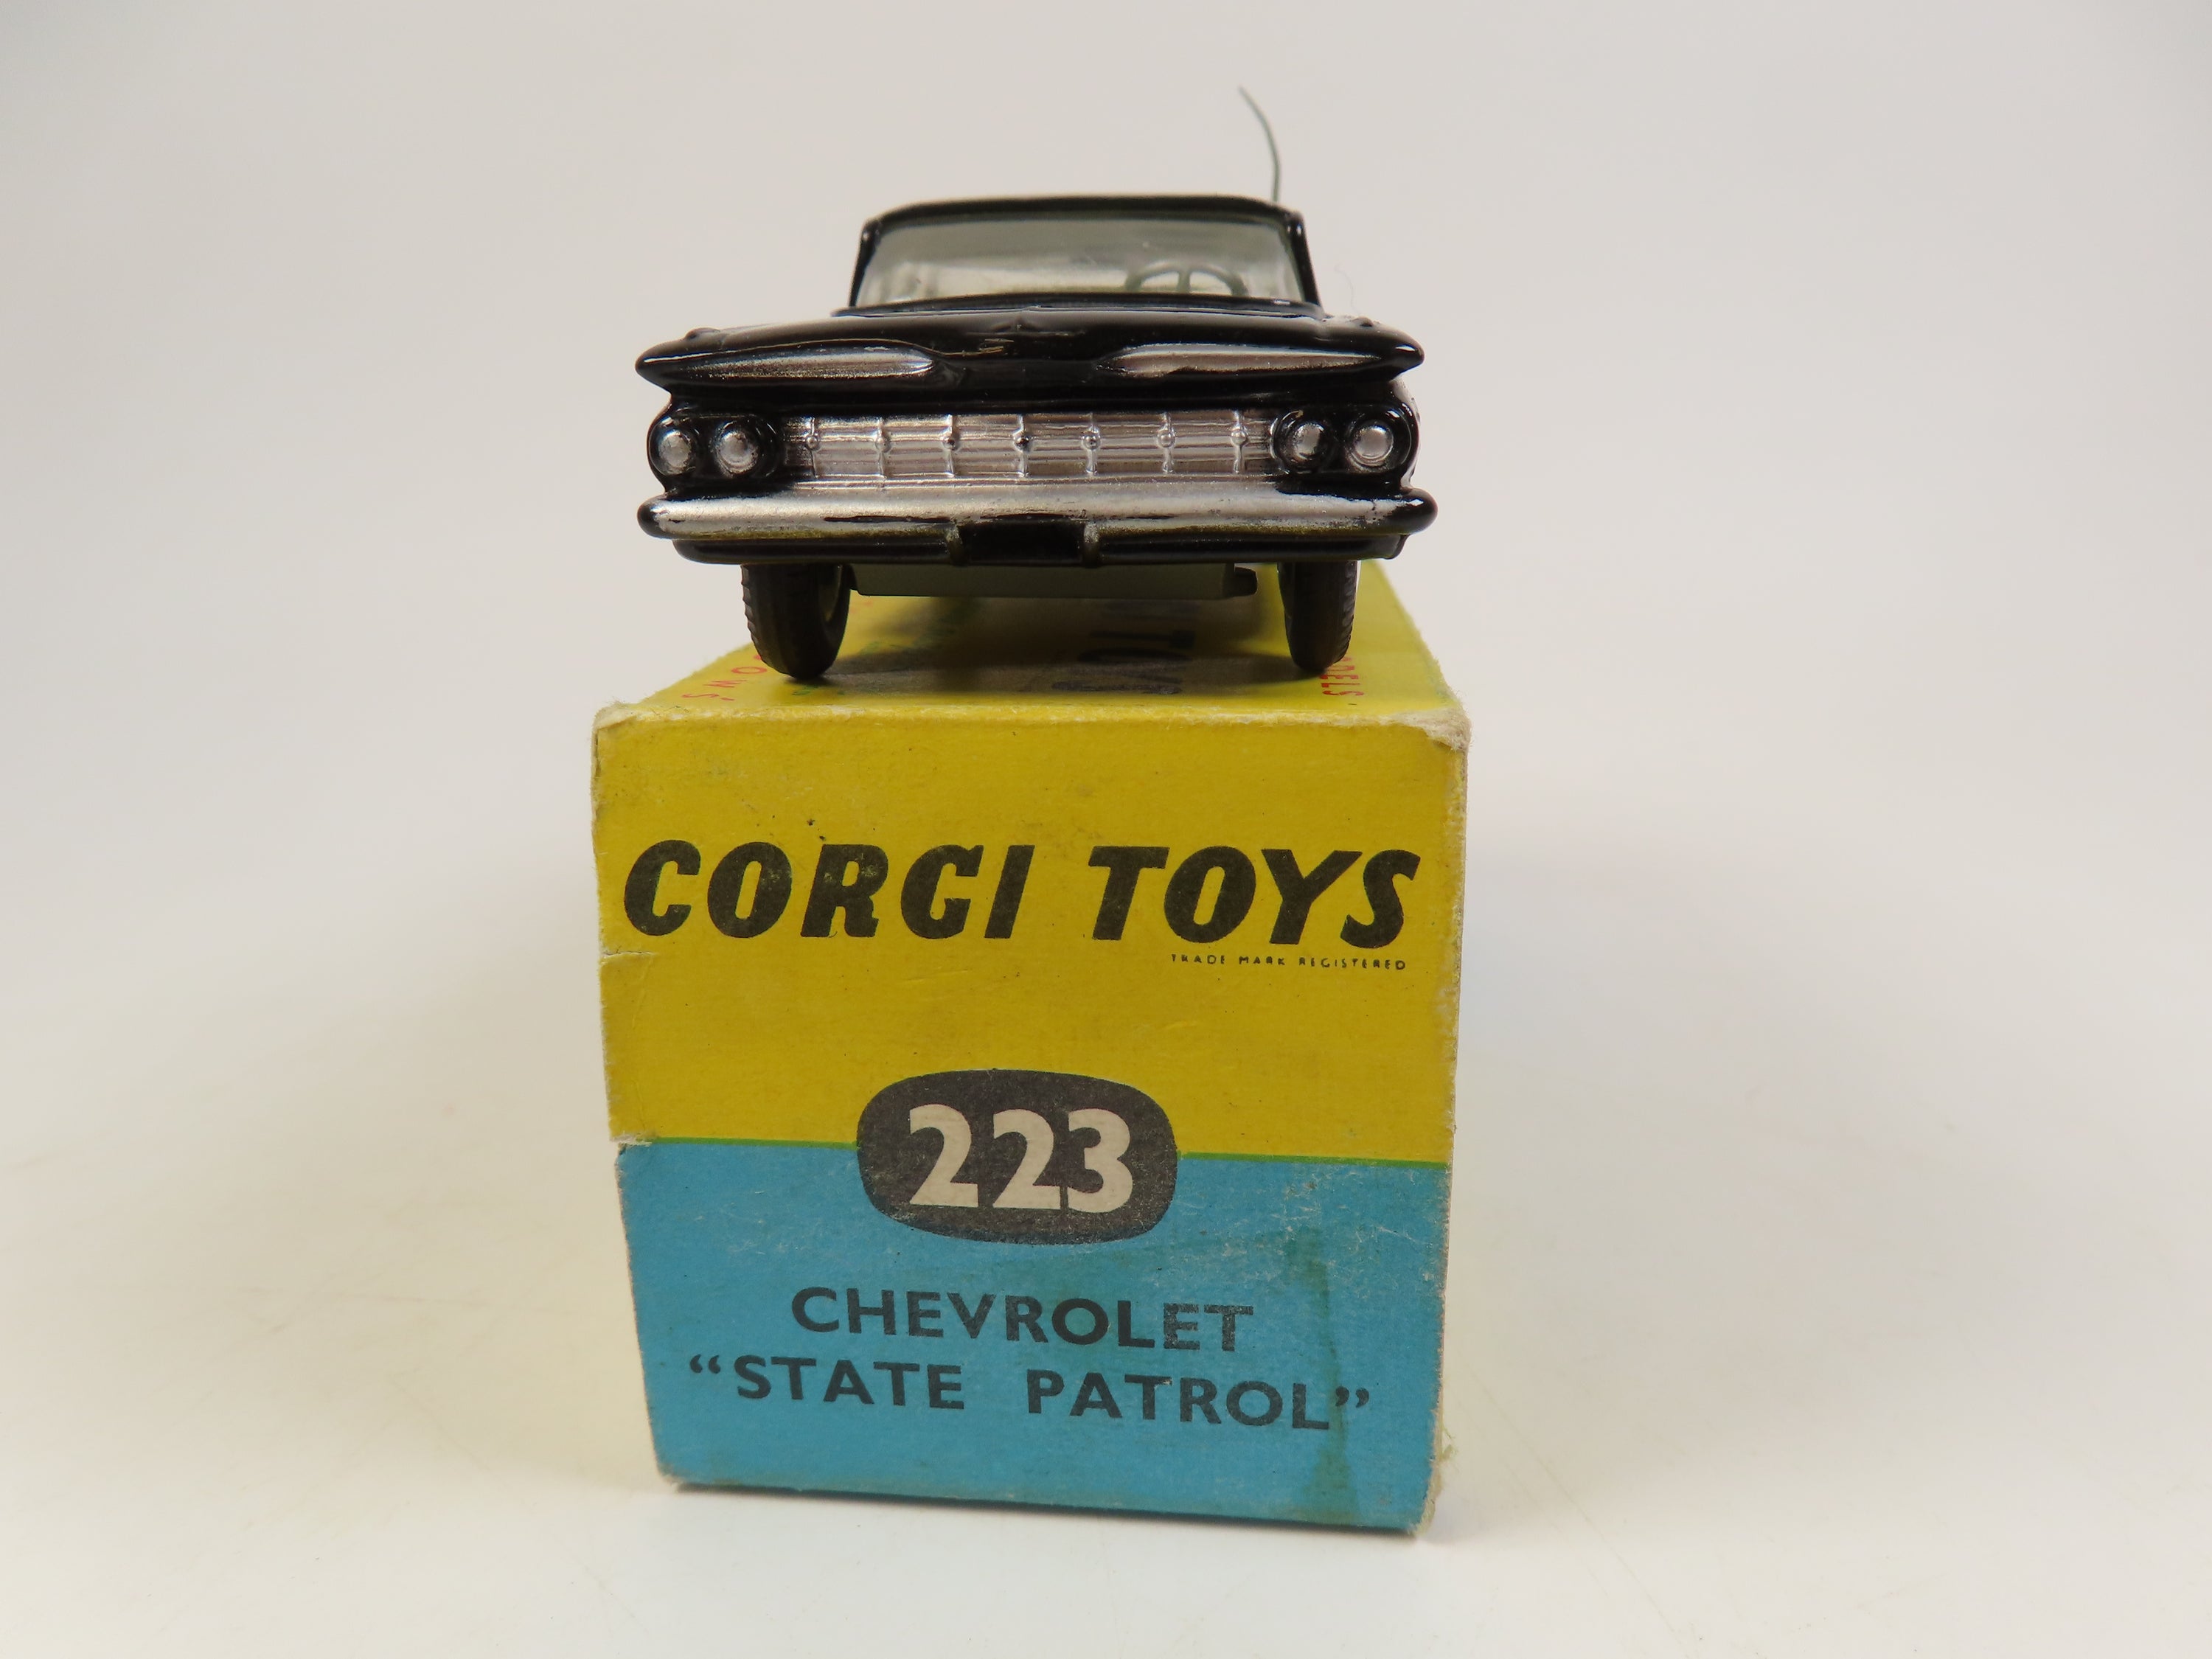 CORGI TOYS
TRADE MARK REGISTERED
223
CHEVROLET
“STATE PATROL”